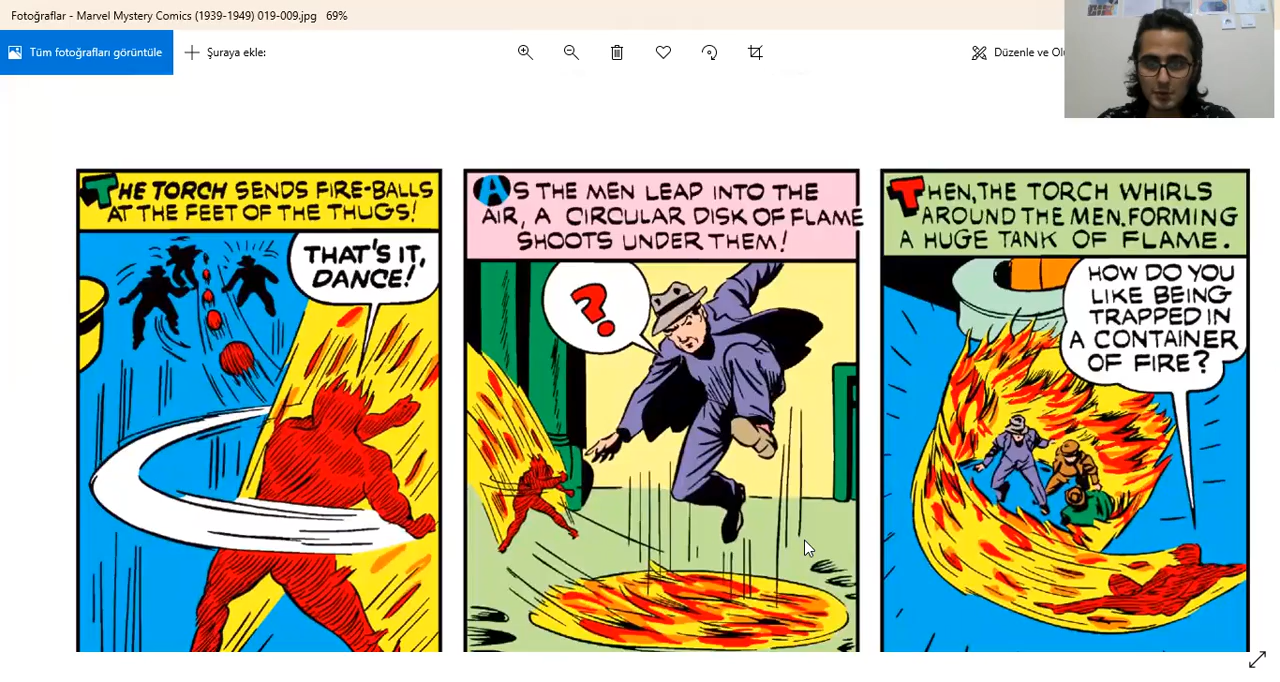 Fotoğraflar - Marvel Mystery Comics (1939-1949) 019-009.jpg   69%
Tüm fotoğrafları görüntüle
Şuraya ekle:
Düzenle ve
THE TORCH SENDS FIRE-BALLS
AT THE FEET OF THE THUGS!
THAT'S IT,
DANCE!
AS THE MEN LEAP INTO THE
AIR, A CIRCULAR DISK OF FLAME
SHOOTS UNDER THEM!
?
THEN, THE TORCH WHIRLS
AROUND THE MEN, FORMING
A HUGE TANK OF FLAME.
HOW DO YOU
LIKE BEING
TRAPPED IN
A CONTAINER
OF FIRE?